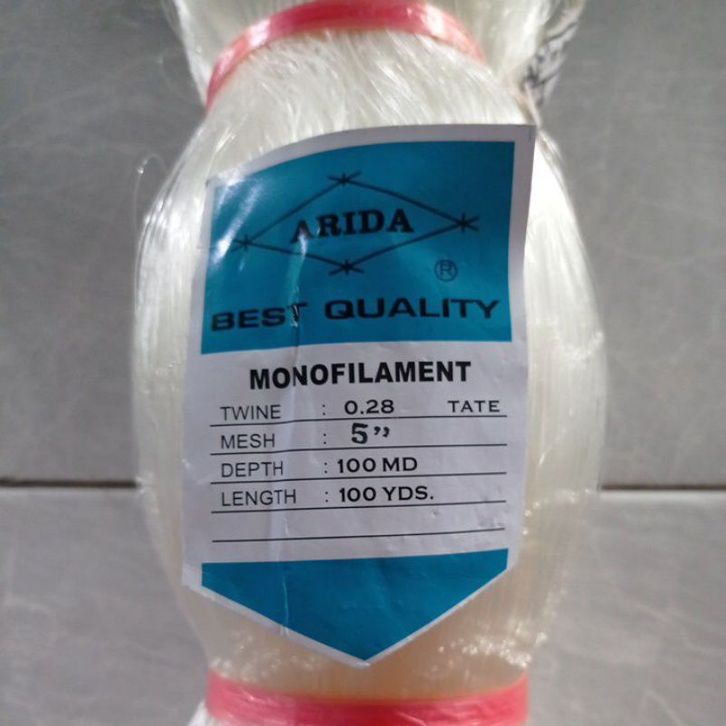 ARIDA
®
BEST QUALITY
MONOFILAMENT
TWINE : 0.28 TATE
MESH : 5”
DEPTH : 100 MD
LENGTH : 100 YDS.